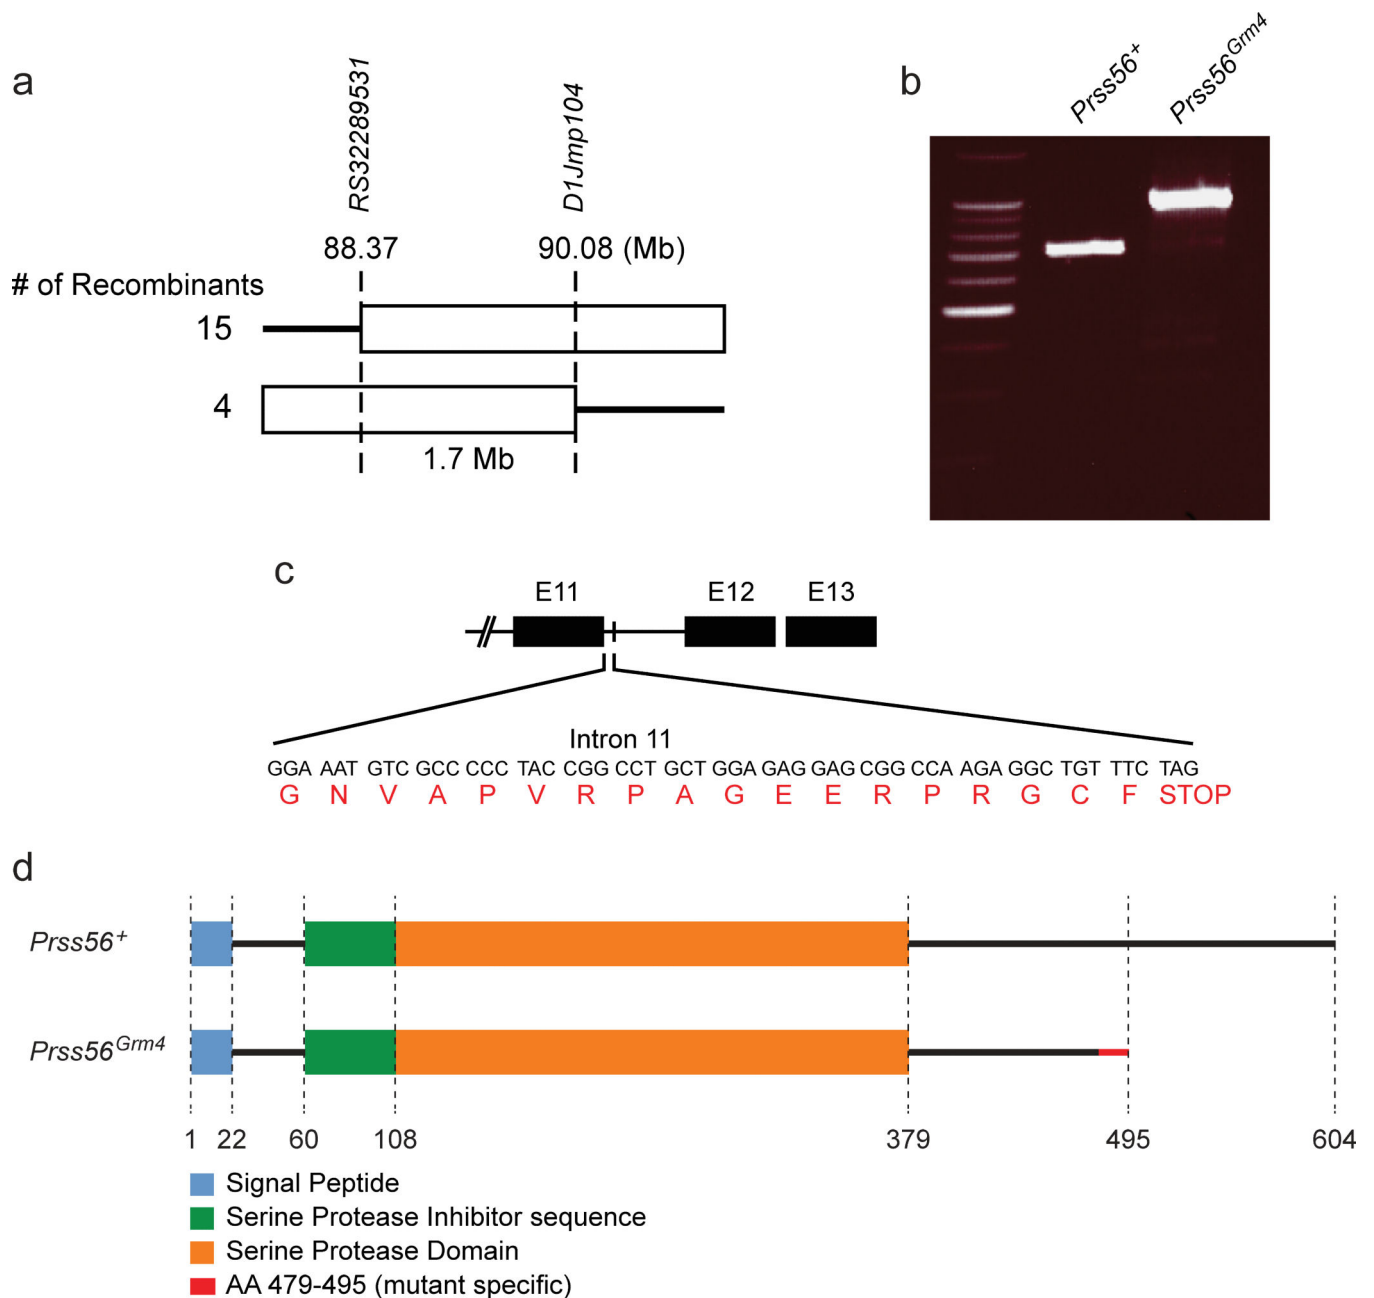 a
RS32289531
D1Jmp104
88.37
90.08 (Mb)
# of Recombinants
15
4
1.7 Mb
b
Prss56+
Prss56Grm4
c
E11
E12
E13
Intron 11
GGA AAT GTC GCC CCC TAC CGG CCT GCT GGA GAG GAG CGG CCA AGA GGC TGT TTC TAG
G N V A P V R P A G E E R P R G C F STOP
d
Prss56+
Prss56Grm4
1 22 60 108 379 495 604
Signal Peptide
Serine Protease Inhibitor sequence
Serine Protease Domain
AA 479-495 (mutant specific)